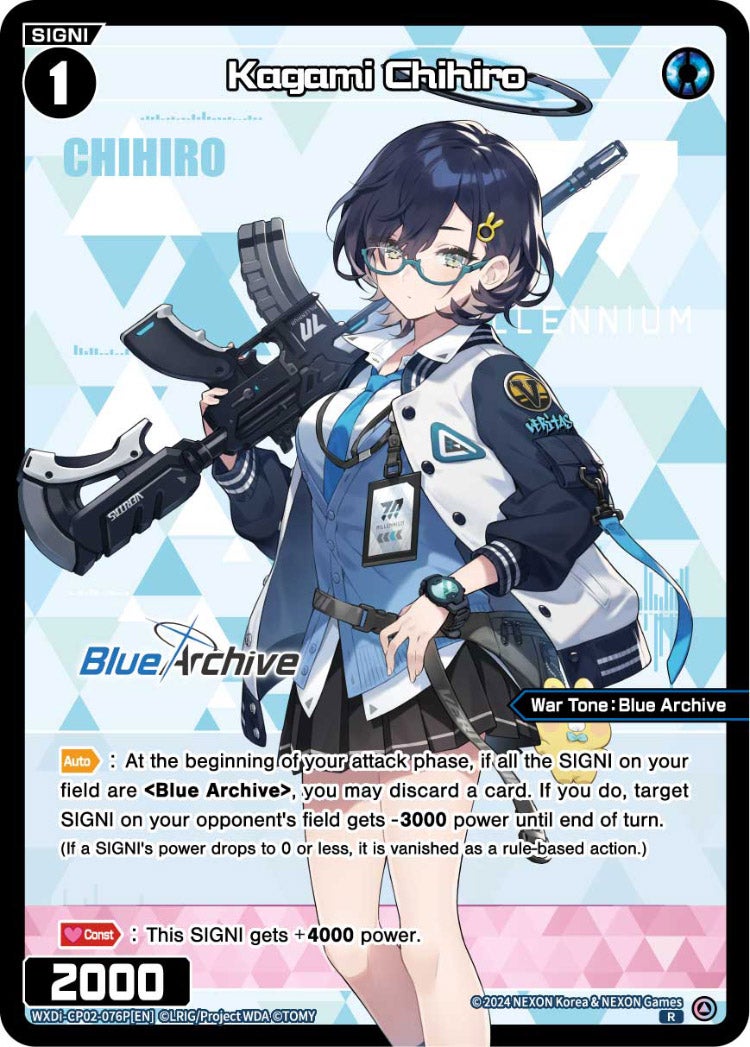 SIGNI
1
Kagami Chihiro
CHIHIRO
MILLENNIUM
VERITAS
MILLENNIUM
VERITAS
Blue Archive
War Tone:Blue Archive
Auto : At the beginning of your attack phase, if all the SIGNI on your
field are <Blue Archive>, you may discard a card. If you do, target
SIGNI on your opponent's field gets -3000 power until end of turn.
(If a SIGNI's power drops to 0 or less, it is vanished as a rule-based action.)
Const : This SIGNI gets +4000 power.
2000
©2024 NEXON Korea & NEXON Games
WXDi-CP02-076P[EN] ©LRIG/Project WDA ©TOMY
R